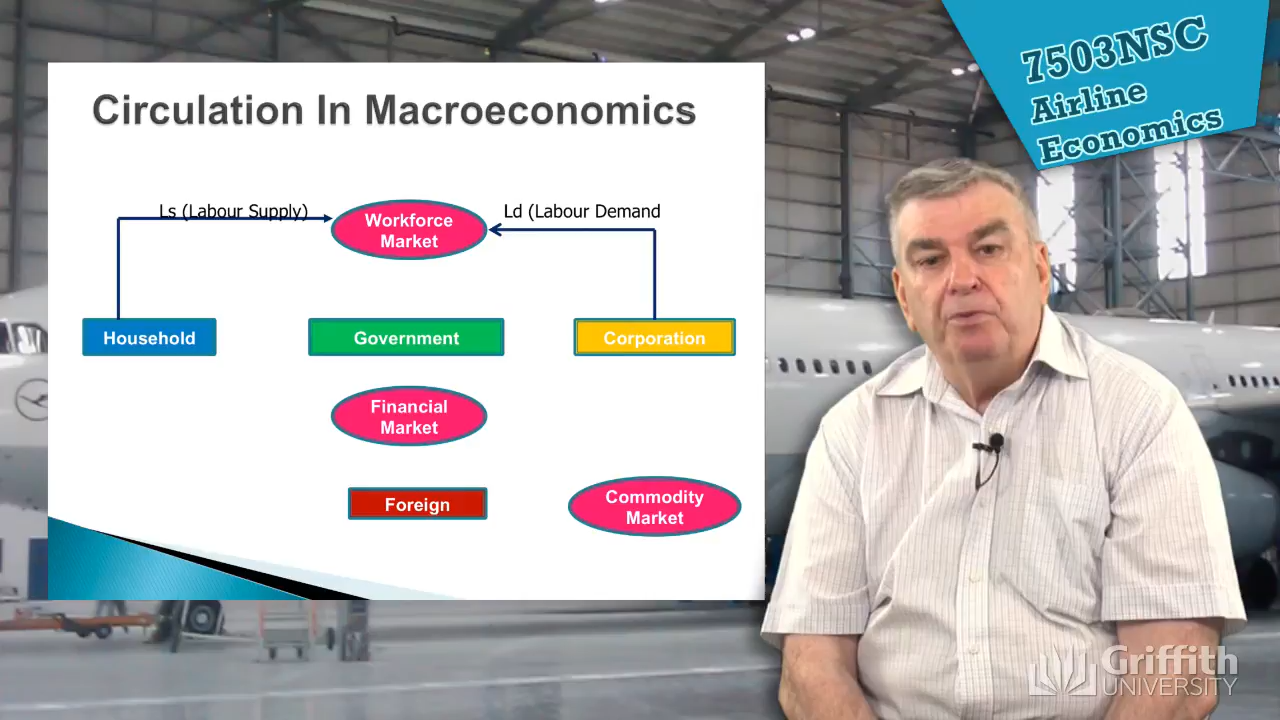 7503NSC
Airline
Economics
Circulation In Macroeconomics
Ls (Labour Supply)
Workforce
Market
Ld (Labour Demand
Household
Government
Corporation
Financial
Market
Foreign
Commodity
Market
Griffith
UNIVERSITY